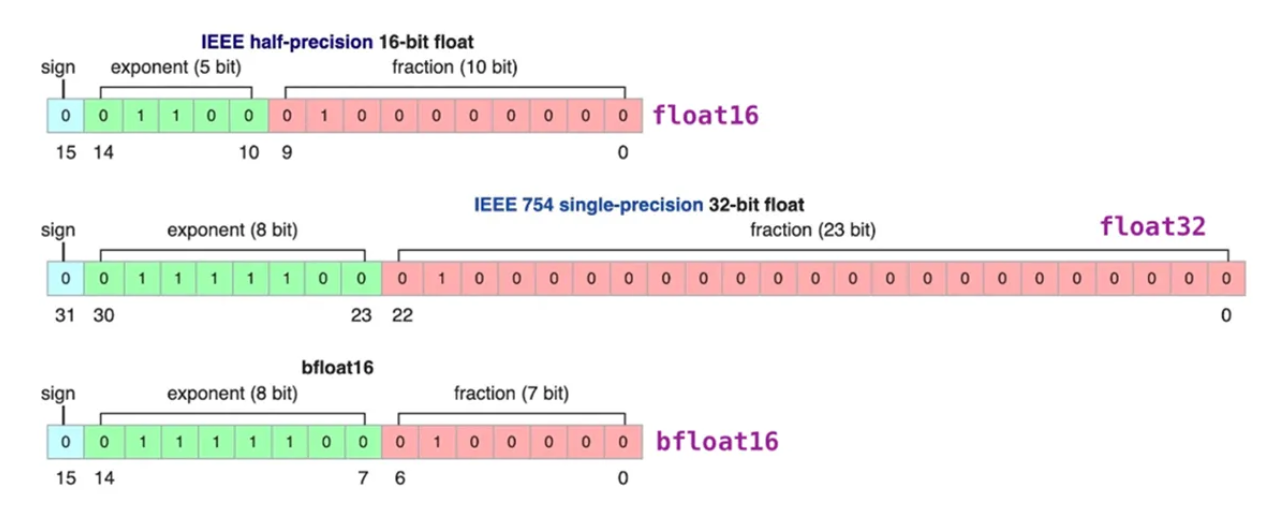 IEEE half-precision 16-bit float
sign exponent (5 bit) fraction (10 bit)
0 0 1 1 0 0 0 1 0 0 0 0 0 0 0 0 float16
15 14 10 9 0
IEEE 754 single-precision 32-bit float
sign exponent (8 bit) fraction (23 bit) float32
0 0 1 1 1 1 1 0 0 0 1 0 0 0 0 0 0 0 0 0 0 0 0 0 0 0 0 0 0 0 0 0
31 30 23 22 0
bfloat16
sign exponent (8 bit) fraction (7 bit)
0 0 1 1 1 1 1 0 0 0 1 0 0 0 0 0 bfloat16
15 14 7 6 0